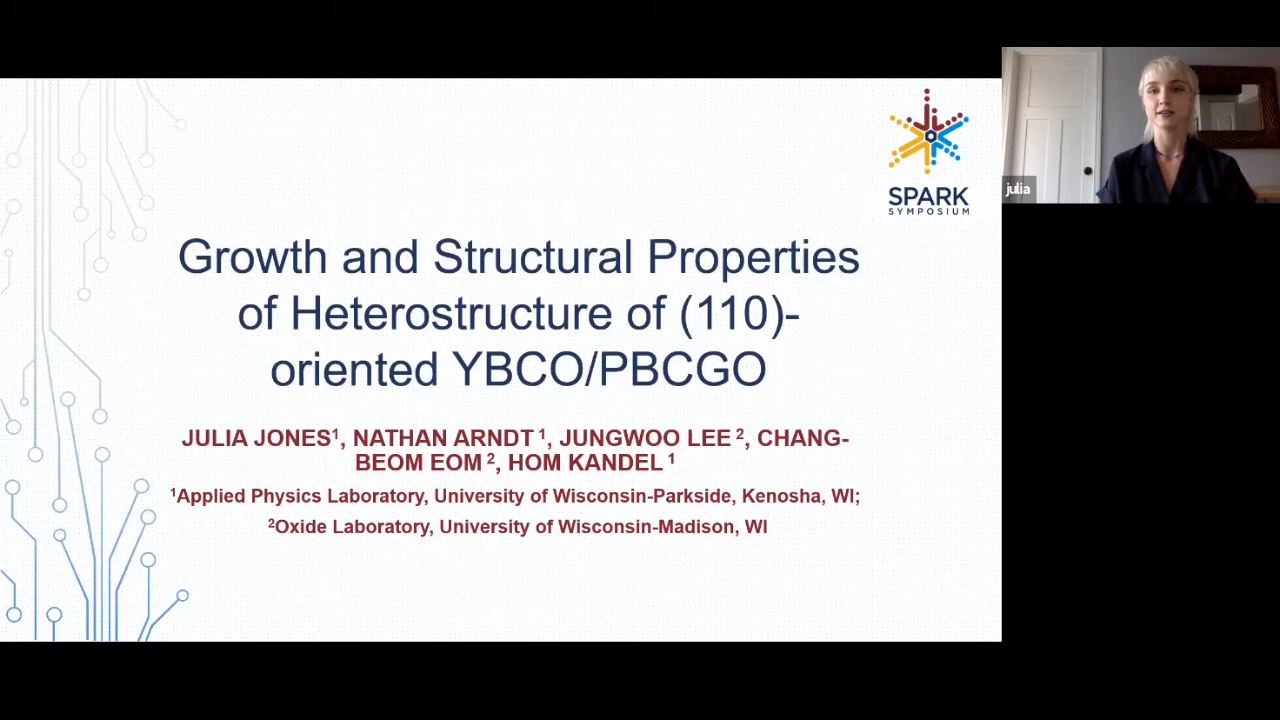 SPARK
SYMPOSIUM
julia
Growth and Structural Properties
of Heterostructure of (110)-
oriented YBCO/PBCGO
JULIA JONES¹, NATHAN ARNDT ¹, JUNGWOO LEE ², CHANG-
BEOM EOM ², HOM KANDEL ¹
¹Applied Physics Laboratory, University of Wisconsin-Parkside, Kenosha, WI;
²Oxide Laboratory, University of Wisconsin-Madison, WI